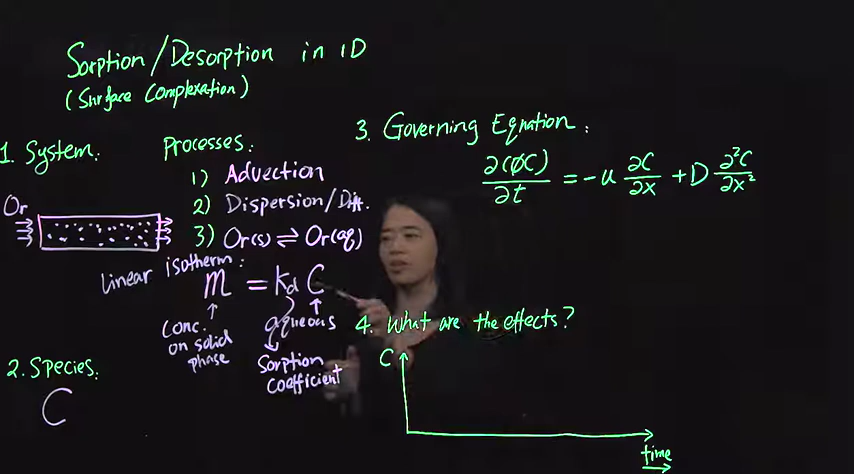 Sorption/Desorption in 1D
(Surface Complexation)
1. System:
Or
Processes:
1) Advection
2) Dispersion/Diff.
3) Or(s) ⇌ Or(aq)
linear isotherm:
m = Kd C
conc. on solid phase
aqueous
Sorption coefficient
2. Species:
C
3. Governing Equation:
∂(ØC)/∂t = -u ∂C/∂x + D ∂²C/∂x²
4. What are the effects?
C
time